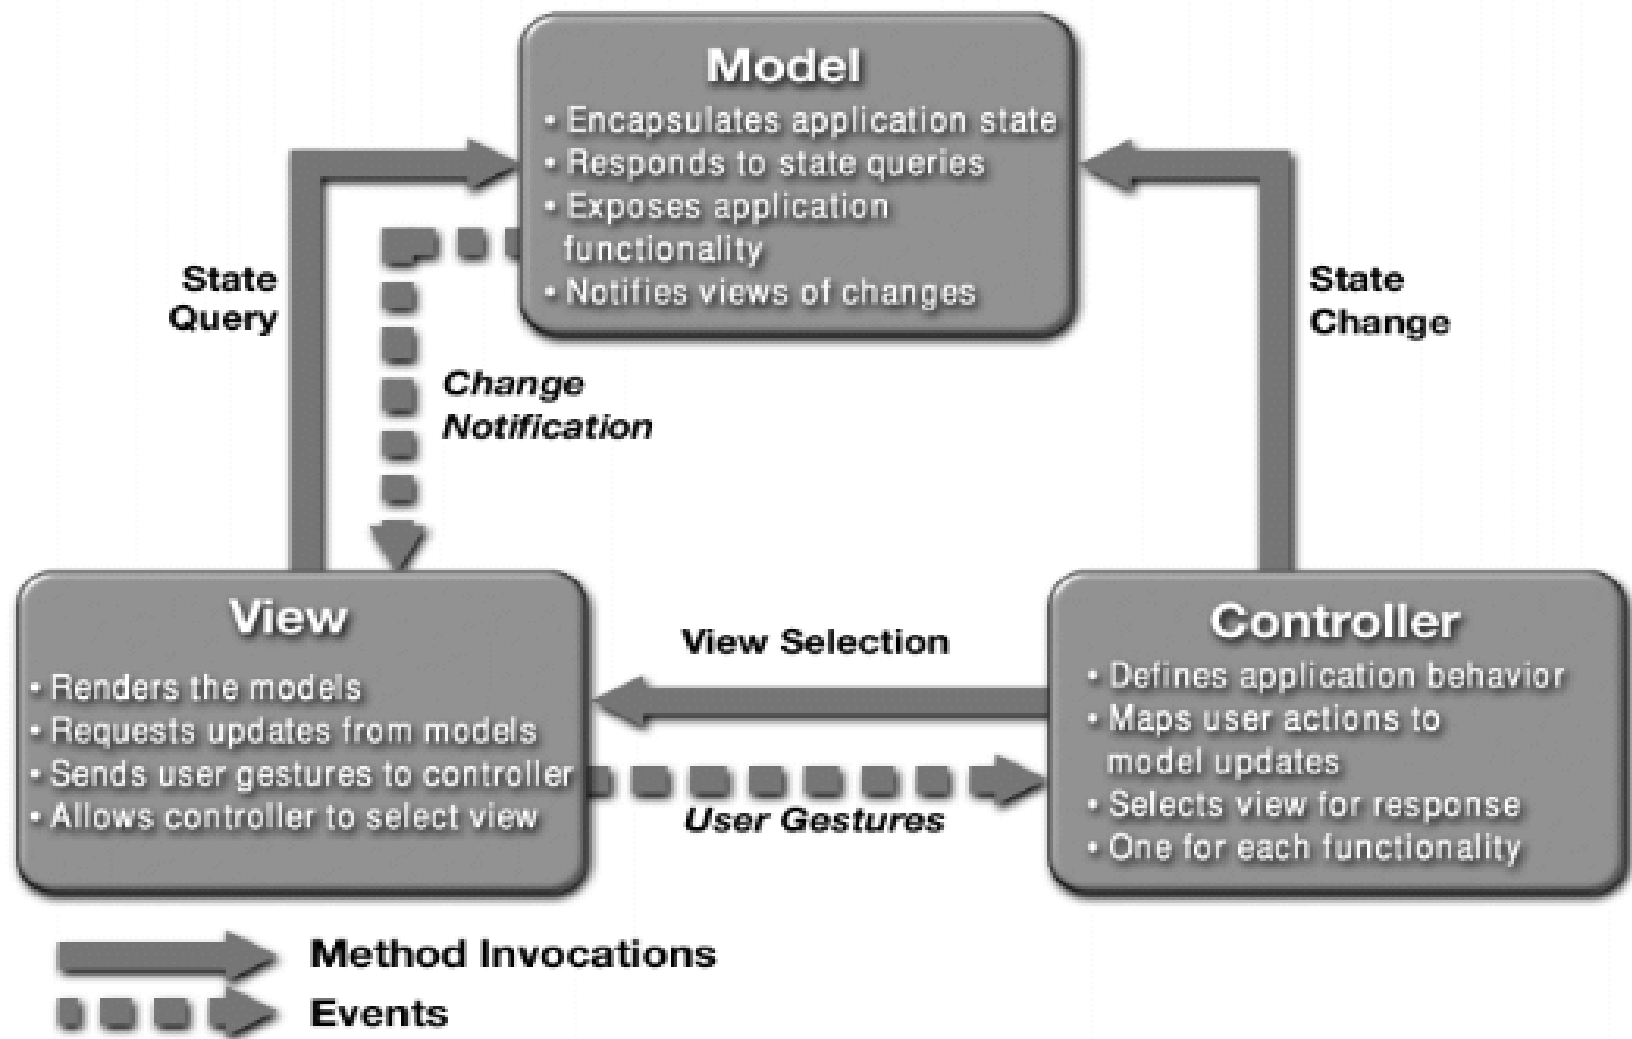 Model
• Encapsulates application state
• Responds to state queries
• Exposes application
functionality
• Notifies views of changes
State
Query
State
Change
Change
Notification
View
• Renders the models
• Requests updates from models
• Sends user gestures to controller
• Allows controller to select view
View Selection
User Gestures
Controller
• Defines application behavior
• Maps user actions to
model updates
• Selects view for response
• One for each functionality
Method Invocations
Events